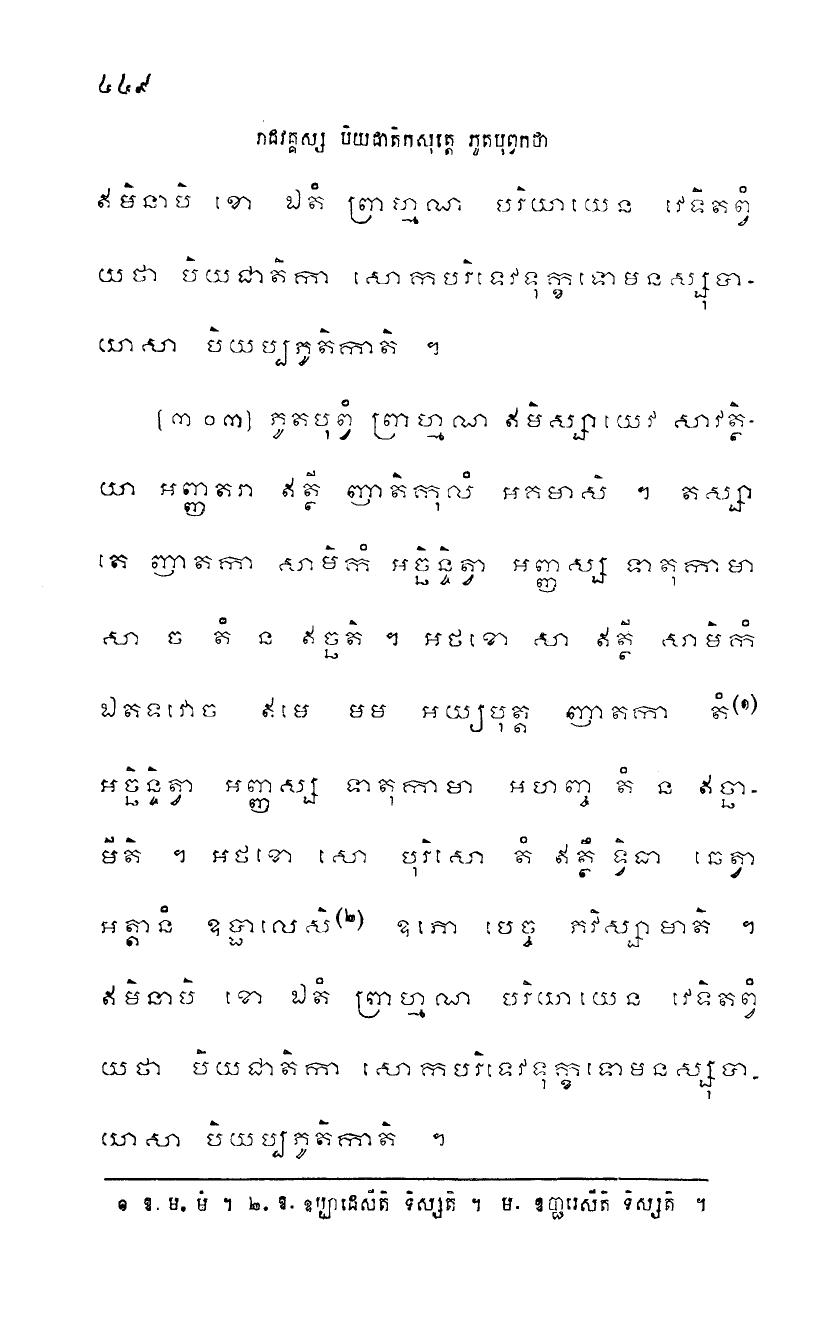 ៤៤៩
រាជវគ្គស្ស បិយជាតិកសុត្តេ ភូតបុព្វកថា
ឥមិនាបិ ខោ ឯតំ ព្រាហ្មណ បរិយាយេន វេទិតព្វំ
យថា បិយជាតិកា សោកបរិទេវទុក្ខទោមនស្សុបា-
យាសា បិយប្បភូតិកាតិ ។
[៣០៣] ភូតបុព្វំ ព្រាហ្មណ ឥមិស្សាយេវ សាវត្ថិ-
យា អញ្ញតរា ឥត្ថី ញាតិកុលំ អគមាសិ ។ តស្សា
តេ ញាតកា សាមិកំ អច្ឆិន្ទិត្វា អញ្ញស្ស ទាតុកាមា
សា ច តំ ន ឥច្ឆតិ ។ អថខោ សា ឥត្ថី សាមិកំ
ឯតទវោច ឥមេ មម អយ្យបុត្ត ញាតកា តំ(១)
អច្ឆិន្ទិត្វា អញ្ញស្ស ទាតុកាមា អហញ្ច តំ ន ឥច្ឆា-
មីតិ ។ អថខោ សោ បុរិសោ តំ ឥត្ថឹ ទ្វិធា ឆេត្វា
អត្តានំ ឧប្ផាលេសិ(២) ឧភោ បេច្ច ភវិស្សាមាតិ ។
ឥមិនាបិ ខោ ឯតំ ព្រាហ្មណ បរិយាយេន វេទិតព្វំ
យថា បិយជាតិកា សោកបរិទេវទុក្ខទោមនស្សុបា-
យាសា បិយប្បភូតិកាតិ ។
១ ឱ. ម. មំ ។ ២. ឱ. ឧប្បាដេសីតិ ទិស្សតិ ។ ម. ឧប្ផាលេសីតិ ទិស្សតិ ។